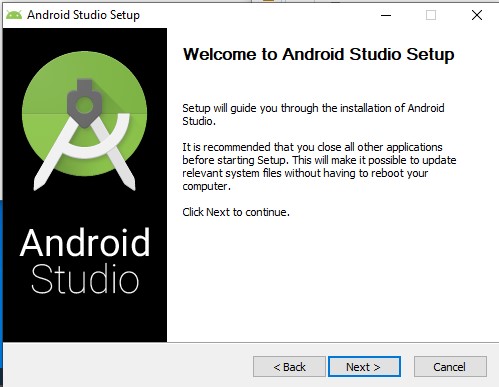 Android Studio Setup
Welcome to Android Studio Setup
Setup will guide you through the installation of Android
Studio.
It is recommended that you close all other applications
before starting Setup. This will make it possible to update
relevant system files without having to reboot your
computer.
Click Next to continue.
Android
Studio
< Back
Next >
Cancel